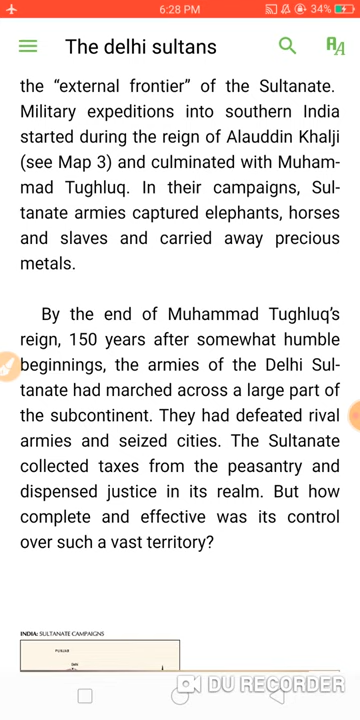 6:28 PM
34%
The delhi sultans
AA
the “external frontier” of the Sultanate.
Military expeditions into southern India
started during the reign of Alauddin Khalji
(see Map 3) and culminated with Muham-
mad Tughluq. In their campaigns, Sul-
tanate armies captured elephants, horses
and slaves and carried away precious
metals.
By the end of Muhammad Tughluq’s
reign, 150 years after somewhat humble
beginnings, the armies of the Delhi Sul-
tanate had marched across a large part of
the subcontinent. They had defeated rival
armies and seized cities. The Sultanate
collected taxes from the peasantry and
dispensed justice in its realm. But how
complete and effective was its control
over such a vast territory?
INDIA: SULTANATE CAMPAIGNS
PUNJAB
Delhi
DU RECORDER